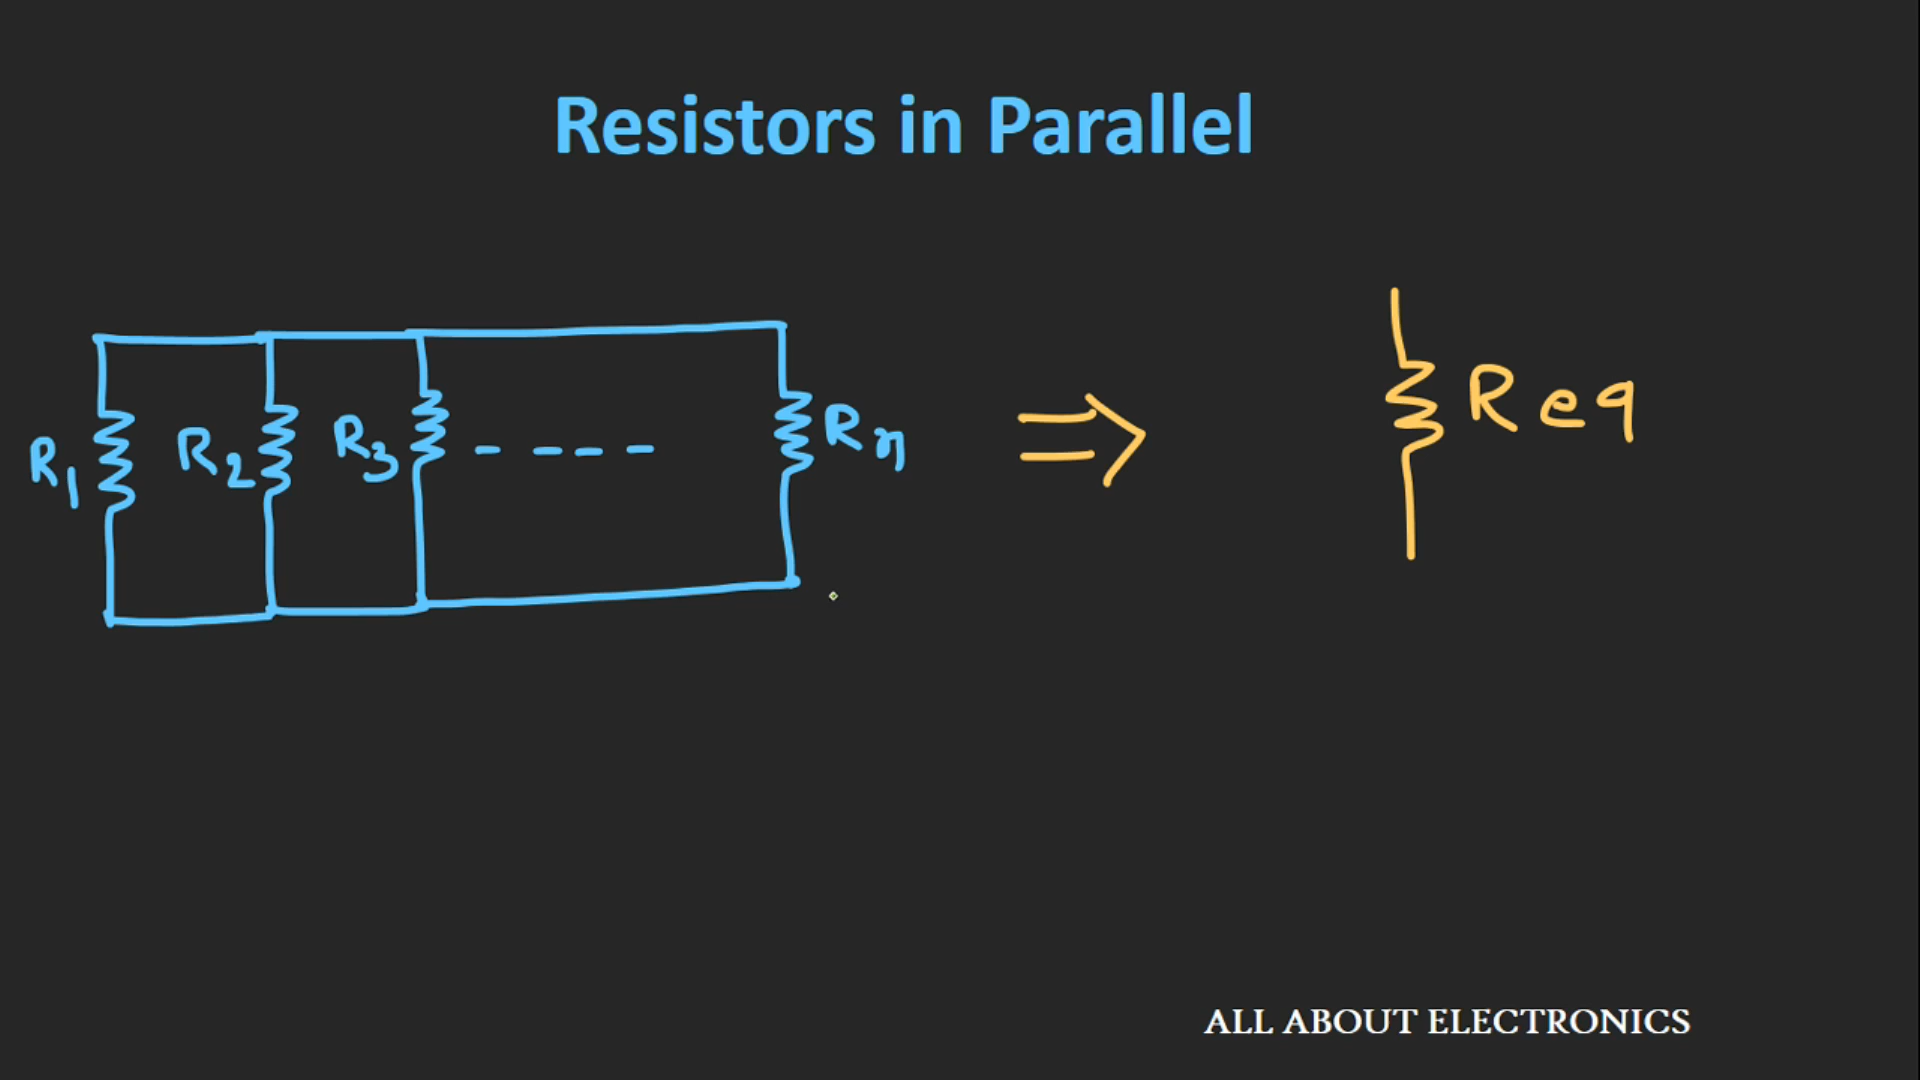 Resistors in Parallel
R1 R2 R3 - - - - Rn ⇒ Req
ALL ABOUT ELECTRONICS